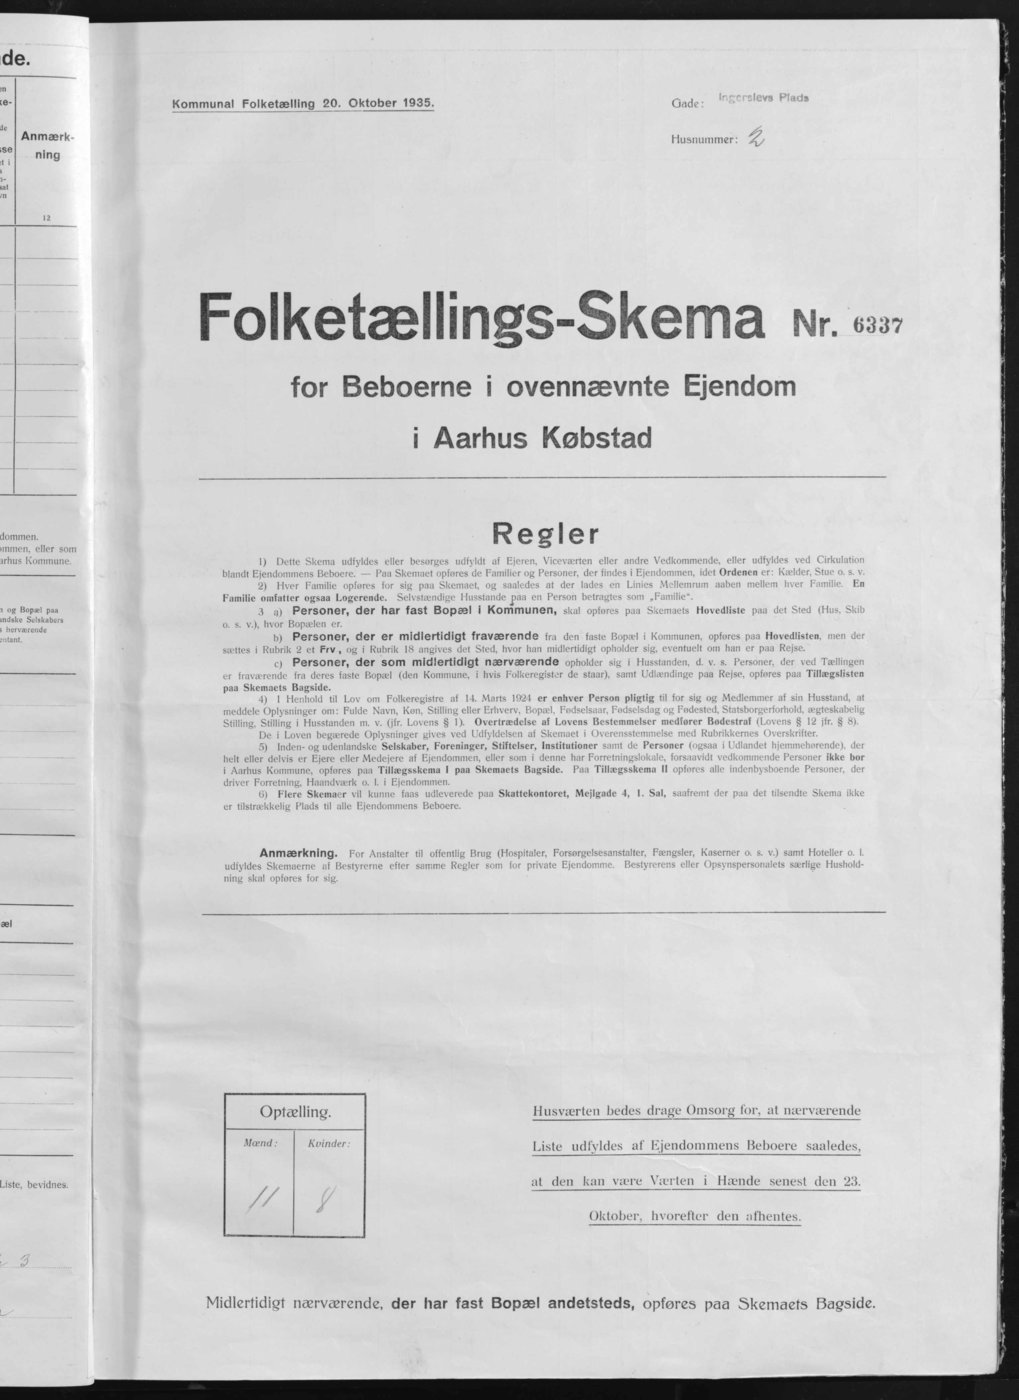 de.
Anmærk-
ning
12
dommen.
ommen, eller som
arhus Kommune.
n og Bopæl paa
andske Selskabers
s herværende
æl
Liste, bevidnes.
3
Kommunal Folketælling 20. Oktober 1935.
Gade: Ingerslevs Plads
Husnummer: 2
Folketællings-Skema Nr. 6337
for Beboerne i ovennævnte Ejendom
i Aarhus Købstad
Regler
1) Dette Skema udfyldes eller besørges udfyldt af Ejeren, Viceværten eller andre Vedkommende, eller udfyldes ved Cirkulation
blandt Ejendommens Beboere. — Paa Skemaet opføres de Familier og Personer, der findes i Ejendommen, idet Ordenen er: Kælder, Stue o. s. v.
2) Hver Familie opføres for sig paa Skemaet, og saaledes at der lades en Linies Mellemrum aaben mellem hver Familie. En
Familie omfatter ogsaa Logerende. Selvstændige Husstande paa en Person betragtes som „Familie“.
3 a) Personer, der har fast Bopæl i Kommunen, skal opføres paa Skemaets Hovedliste paa det Sted (Hus, Skib
o. s. v.), hvor Bopælen er.
b) Personer, der er midlertidigt fraværende fra den faste Bopæl i Kommunen, opføres paa Hovedlisten, men der
sættes i Rubrik 2 et Frv., og i Rubrik 18 angives det Sted, hvor han midlertidigt opholder sig, eventuelt om han er paa Rejse.
c) Personer, der som midlertidigt nærværende opholder sig i Husstanden, d. v. s. Personer, der ved Tællingen
er fraværende fra deres faste Bopæl (den Kommune, i hvis Folkeregister de staar), samt Udlændinge paa Rejse, opføres paa Tillægslisten
paa Skemaets Bagside.
4) I Henhold til Lov om Folkeregistre af 14. Marts 1924 er enhver Person pligtig til for sig og Medlemmer af sin Husstand, at
meddele Oplysninger om: Fulde Navn, Køn, Stilling eller Erhverv, Bopæl, Fødselsaar, Fødselsdag og Fødested, Statsborgerforhold, ægteskabelig
Stilling, Stilling i Husstanden m. v. (jfr. Lovens § 1). Overtrædelse af Lovens Bestemmelser medfører Bødestraf (Lovens § 12 jfr. § 8).
De i Loven begærede Oplysninger gives ved Udfyldelsen af Skemaet i Overensstemmelse med Rubrikkernes Overskrifter.
5) Inden- og udenlandske Selskaber, Foreninger, Stiftelser, Institutioner samt de Personer (ogsaa i Udlandet hjemmehørende), der
helt eller delvis er Ejere eller Medejere af Ejendommen, eller som i denne har Forretningslokale, forsaavidt vedkommende Personer ikke bor
i Aarhus Kommune, opføres paa Tillægsskema I paa Skemaets Bagside. Paa Tillægsskema II opføres alle indenbysboende Personer, der
driver Forretning, Haandværk o. l. i Ejendommen.
6) Flere Skemaer vil kunne faas udleverede paa Skattekontoret, Mejlgade 4, 1. Sal, saafremt der paa det tilsendte Skema ikke
er tilstrækkelig Plads til alle Ejendommens Beboere.
Anmærkning. For Anstalter til offentlig Brug (Hospitaler, Forsørgelsesanstalter, Fængsler, Kaserner o. s. v.) samt Hoteller o. l.
udfyldes Skemaerne af Bestyrerne efter samme Regler som for private Ejendomme. Bestyrerens eller Opsynspersonalets særlige Hushold-
ning skal opføres for sig.
Optælling.
Mænd: Kvinder:
11 8
Husværten bedes drage Omsorg for, at nærværende
Liste udfyldes af Ejendommens Beboere saaledes,
at den kan være Værten i Hænde senest den 23.
Oktober, hvorefter den afhentes.
Midlertidigt nærværende, der har fast Bopæl andetsteds, opføres paa Skemaets Bagside.